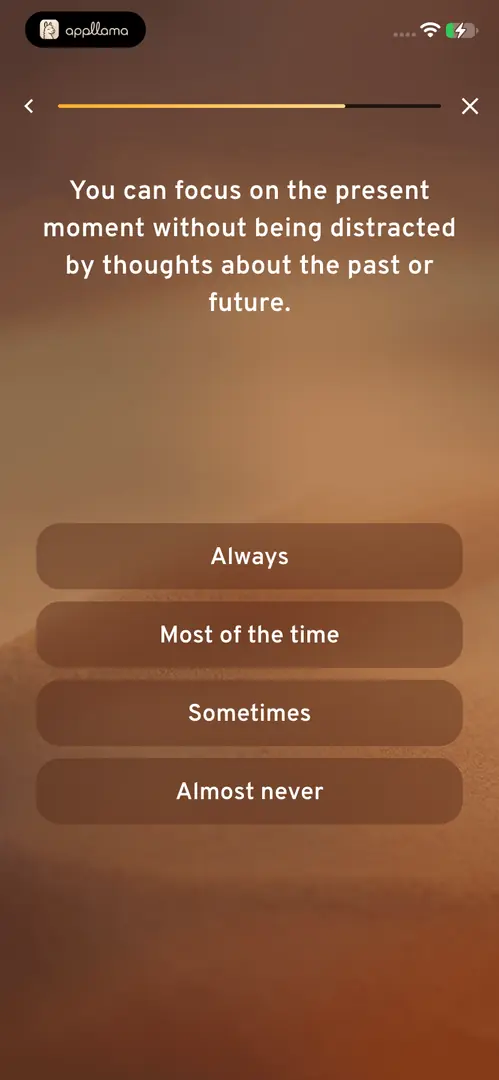 appllama
You can focus on the present
moment without being distracted
by thoughts about the past or
future.
Always
Most of the time
Sometimes
Almost never